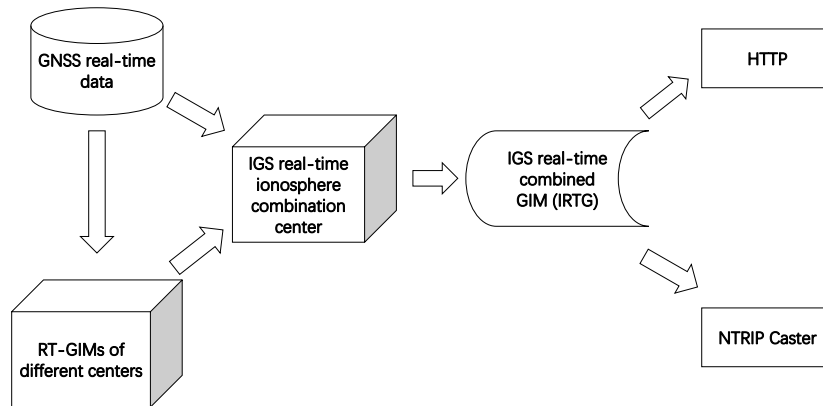 GNSS real-time
data
HTTP
IGS real-time
ionosphere
combination
center
IGS real-time
combined
GIM (IRTG)
RT-GIMs of
different centers
NTRIP Caster